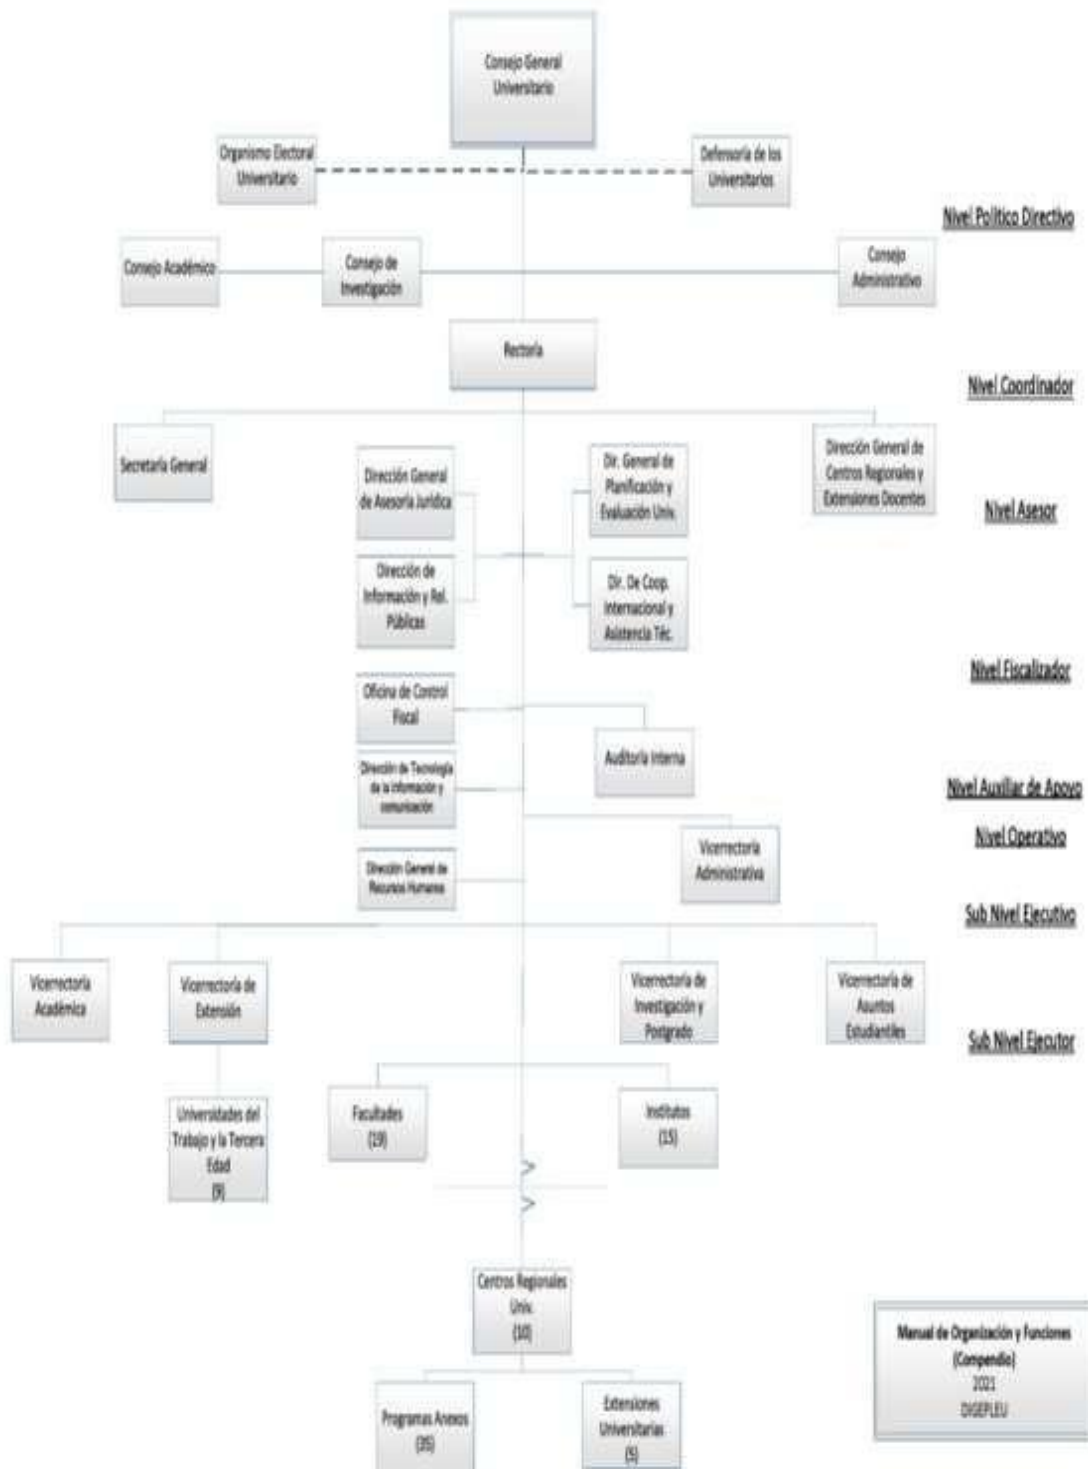 Consejo General
Universitario
Organismo Electoral
Universitario
Defensoría de los
Universitarios
Nivel Político Directivo
Consejo Académico
Consejo de
Investigación
Consejo
Administrativo
Rectoría
Nivel Coordinador
Secretaría General
Dirección General
de Asesoría Jurídica
Dir. General de
Planificación y
Evaluación Univ.
Dirección General de
Centros Regionales y
Extensiones Docentes
Nivel Asesor
Dirección de
Información y Rel.
Públicas
Dir. De Coop.
Internacional y
Asistencia Téc.
Nivel Fiscalizador
Oficina de Control
Fiscal
Auditoría Interna
Dirección de Tecnología
de la información y
comunicación
Nivel Auxiliar de Apoyo
Nivel Operativo
Vicerrectoría
Administrativa
Dirección General de
Recursos Humanos
Sub Nivel Ejecutivo
Vicerrectoría
Académica
Vicerrectoría de
Extensión
Vicerrectoría de
Investigación y
Postgrado
Vicerrectoría de
Asuntos
Estudiantiles
Sub Nivel Ejecutor
Universidades del
Trabajo y la Tercera
Edad
(9)
Facultades
(19)
Institutos
(15)
Centros Regionales
Univ.
(10)
Programas Anexos
(35)
Extensiones
Universitarias
(5)
Manual de Organización y Funciones
(Compendio)
2021
DIGEPLEU